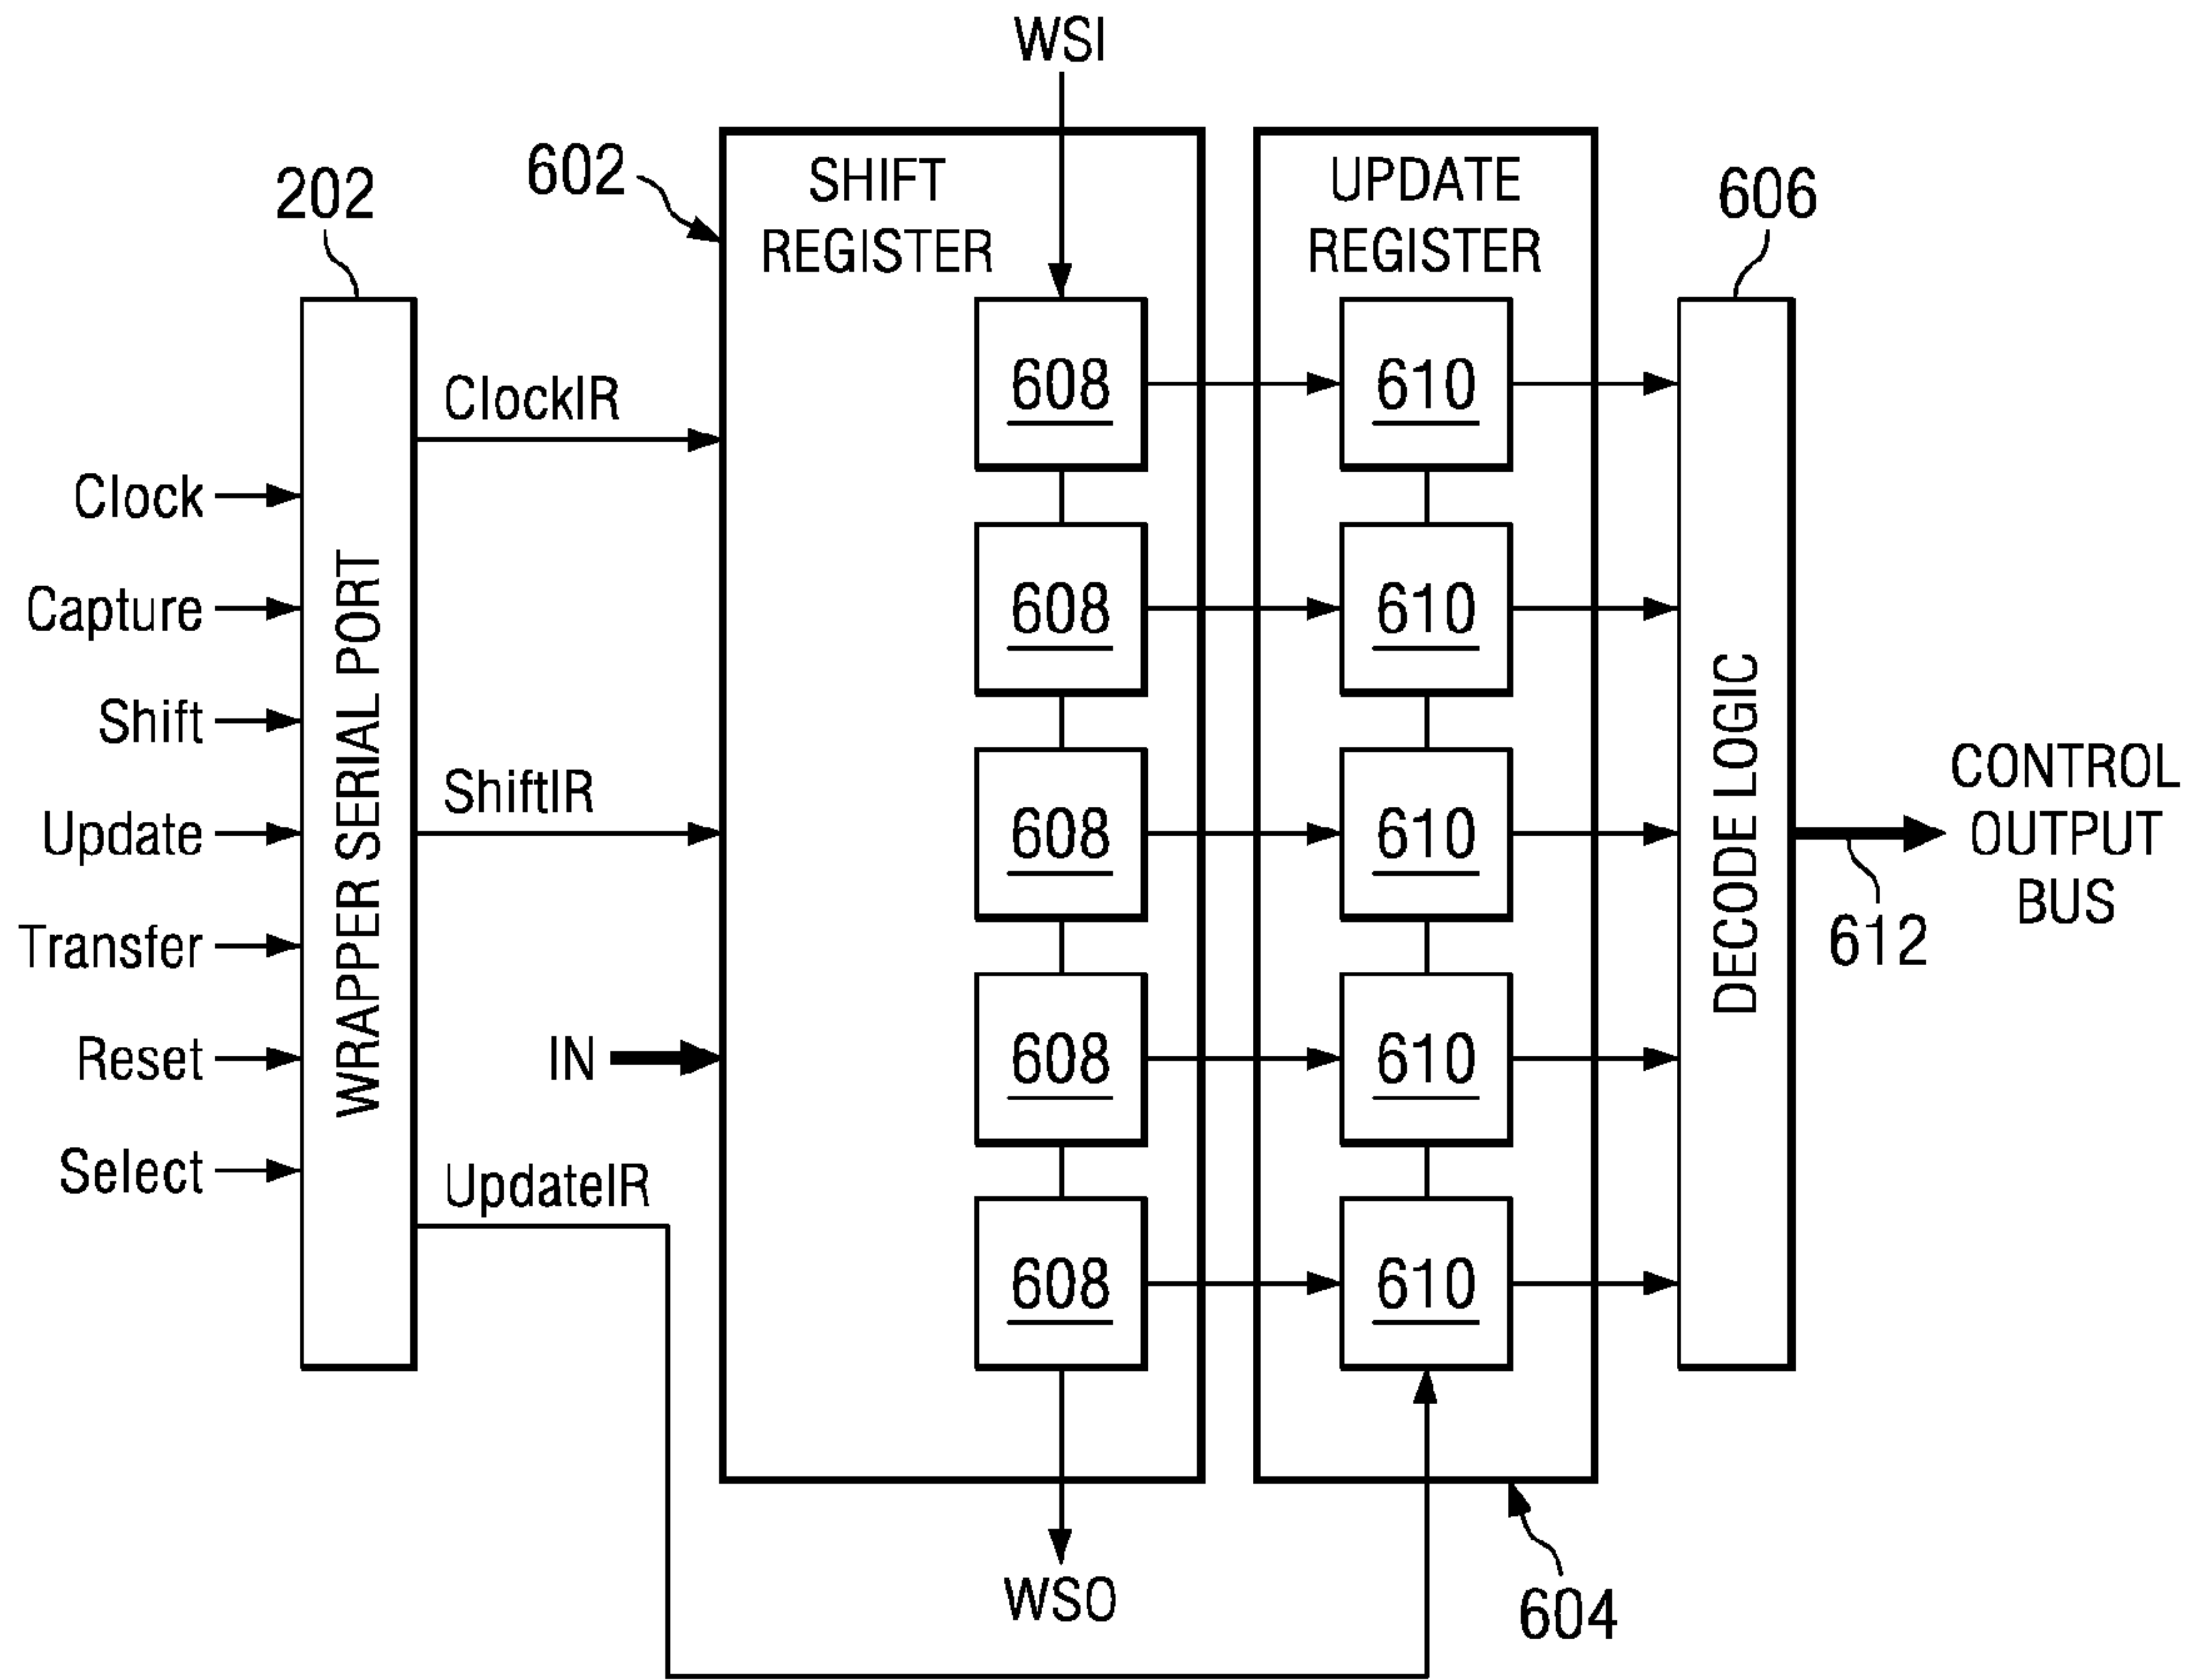 WSI
602
SHIFT
REGISTER
UPDATE
REGISTER
202
606
ClockIR
608
610
Clock
Capture
Shift
Update
Transfer
Reset
Select
WRAPPER SERIAL PORT
608
610
ShiftIR
608
610
DECODE LOGIC
CONTROL
OUTPUT
BUS
612
IN
608
610
UpdateIR
608
610
WSO
604